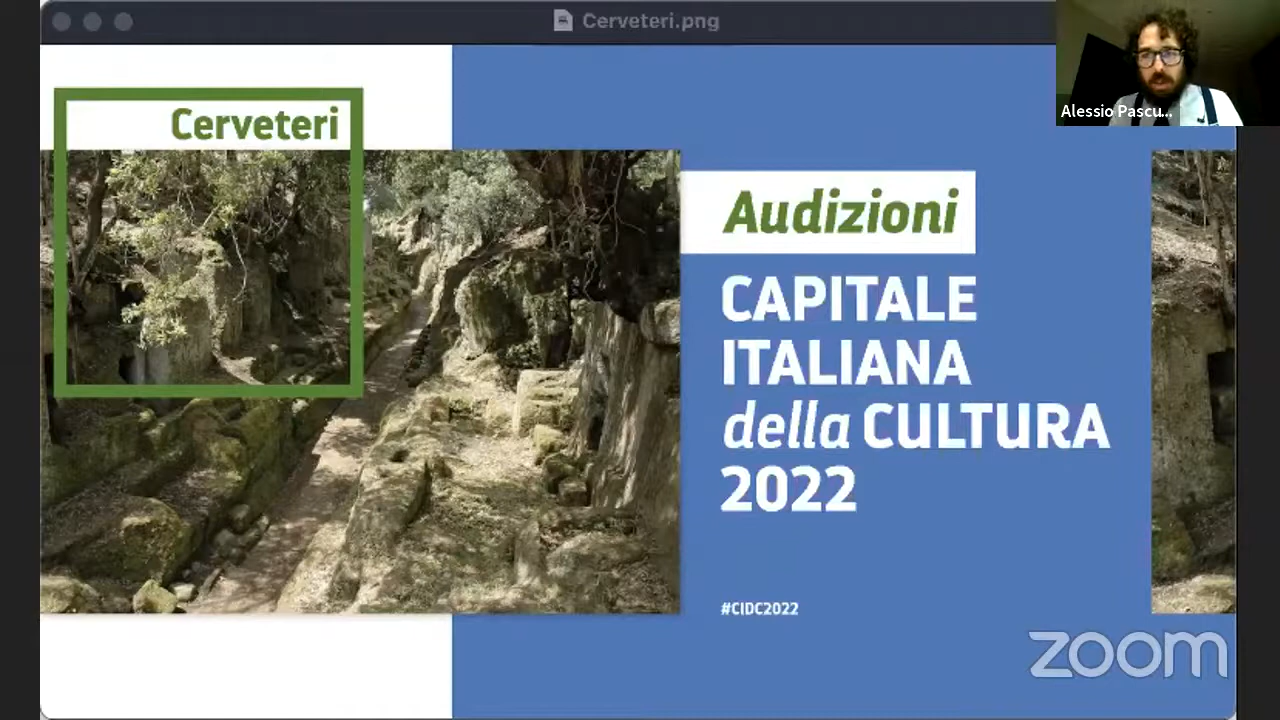 Cerveteri.png
Alessio Pascu...
Cerveteri
Audizioni
CAPITALE
ITALIANA
della CULTURA
2022
#CIDC2022
zoom